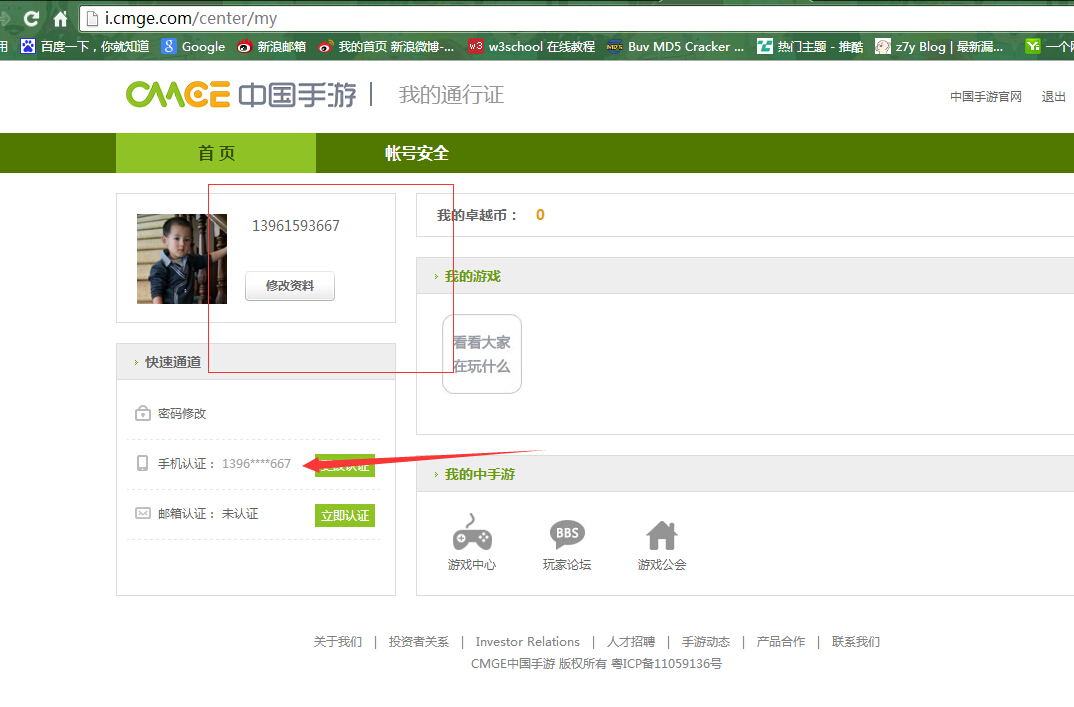 i.cmge.com/center/my
用 百度一下，你就知道 Google 新浪邮箱 我的首页 新浪微博-... w3school 在线教程 Buv MD5 Cracker ... 热门主题 - 推酷 z7y Blog | 最新漏... 一个
CMGE 中国手游 | 我的通行证
中国手游官网 退出
首 页 帐号安全
13961593667
修改资料
我的卓越币： 0
我的游戏
看看大家
在玩什么
快速通道
密码修改
手机认证： 1396****667
邮箱认证： 未认证 立即认证
我的中手游
BBS
游戏中心 玩家论坛 游戏公会
关于我们 | 投资者关系 | Investor Relations | 人才招聘 | 手游动态 | 产品合作 | 联系我们
CMGE中国手游 版权所有 粤ICP备11059136号